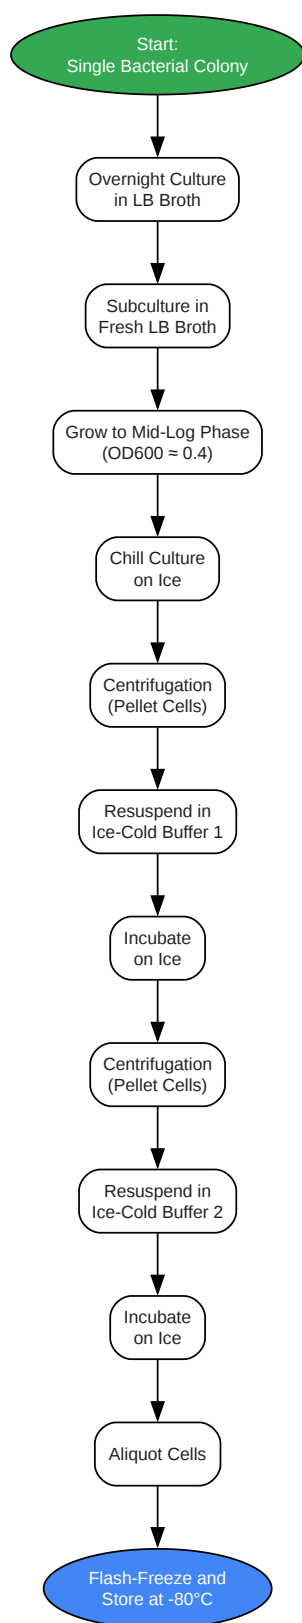 Start:
Single Bacterial Colony
Overnight Culture
in LB Broth
Subculture in
Fresh LB Broth
Grow to Mid-Log Phase
(OD600 ≈ 0.4)
Chill Culture
on Ice
Centrifugation
(Pellet Cells)
Resuspend in
Ice-Cold Buffer 1
Incubate
on Ice
Centrifugation
(Pellet Cells)
Resuspend in
Ice-Cold Buffer 2
Incubate
on Ice
Aliquot Cells
Flash-Freeze and
Store at -80°C